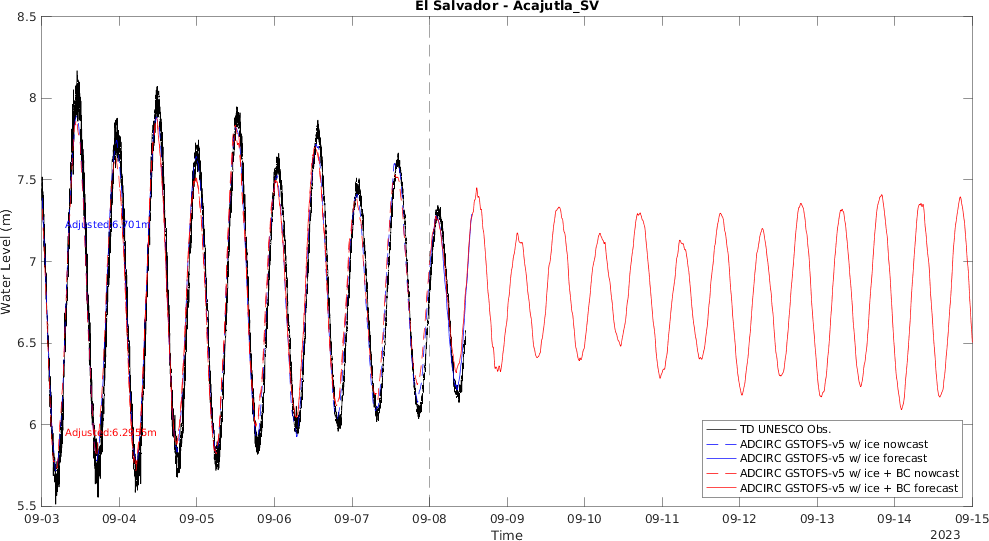 El Salvador - Acajutla_SV
8.5
8
7.5
7
6.5
6
5.5
Water Level (m)
Adjusted:6.701m
Adjusted:6.2956m
TD UNESCO Obs.
ADCIRC GSTOFS-v5 w/ ice nowcast
ADCIRC GSTOFS-v5 w/ ice forecast
ADCIRC GSTOFS-v5 w/ ice + BC nowcast
ADCIRC GSTOFS-v5 w/ ice + BC forecast
09-03 09-04 09-05 09-06 09-07 09-08 09-09 09-10 09-11 09-12 09-13 09-14 09-15
Time
2023